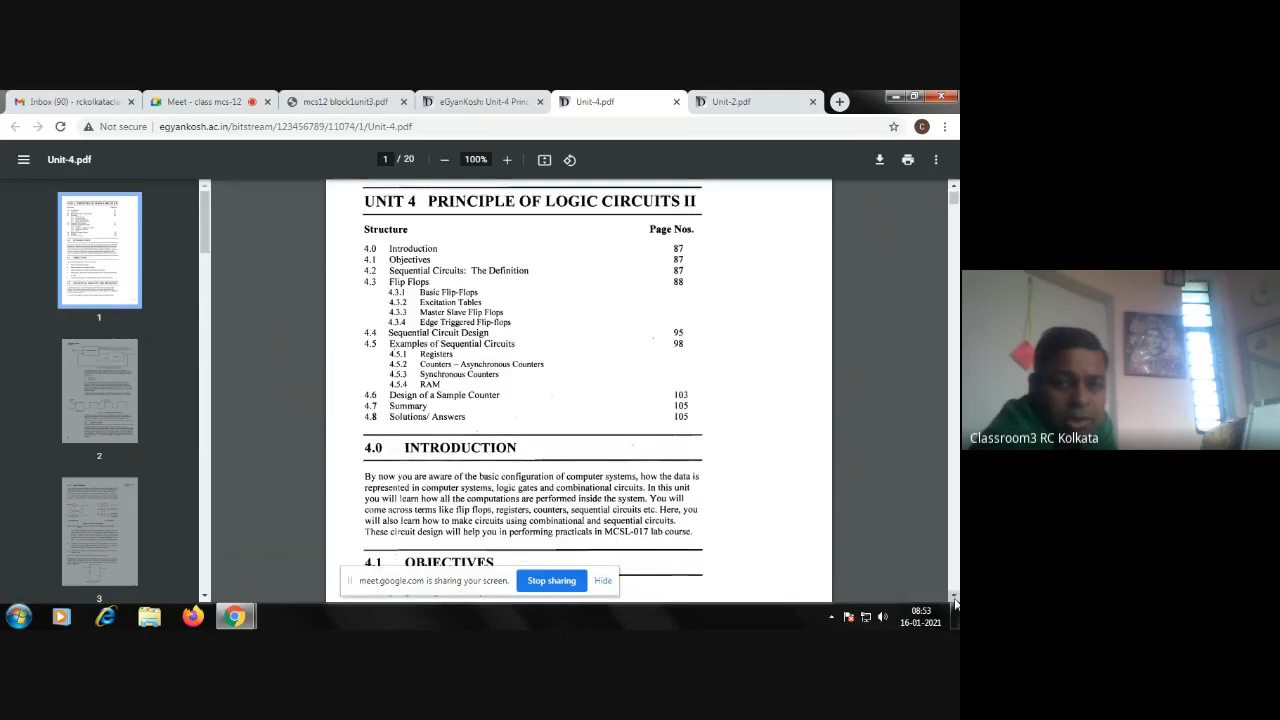 Inbox (90) - rckolkatacla
Meet - class mcs-12
mcs12 block1unit3.pdf
eGyanKosh: Unit-4 Princ
Unit-4.pdf
Unit-2.pdf
Not secure
egyankosh.ac.in/bitstream/123456789/11074/1/Unit-4.pdf
C
Unit-4.pdf
1 / 20
100%
1
2
3
UNIT 4 PRINCIPLE OF LOGIC CIRCUITS II
Structure Page Nos.
4.0 Introduction 87
4.1 Objectives 87
4.2 Sequential Circuits: The Definition 87
4.3 Flip Flops 88
4.3.1 Basic Flip-Flops
4.3.2 Excitation Tables
4.3.3 Master Slave Flip Flops
4.3.4 Edge Triggered Flip-flops
4.4 Sequential Circuit Design 95
4.5 Examples of Sequential Circuits 98
4.5.1 Registers
4.5.2 Counters – Asynchronous Counters
4.5.3 Synchronous Counters
4.5.4 RAM
4.6 Design of a Sample Counter 103
4.7 Summary 105
4.8 Solutions/ Answers 105
4.0 INTRODUCTION
By now you are aware of the basic configuration of computer systems, how the data is
represented in computer systems, logic gates and combinational circuits. In this unit
you will learn how all the computations are performed inside the system. You will
come across terms like flip flops, registers, counters, sequential circuits etc. Here, you
will also learn how to make circuits using combinational and sequential circuits.
These circuit design will help you in performing practicals in MCSL-017 lab course.
4.1 OBJECTIVES
meet.google.com is sharing your screen.
Stop sharing
Hide
08:53
16-01-2021
Classroom3 RC Kolkata